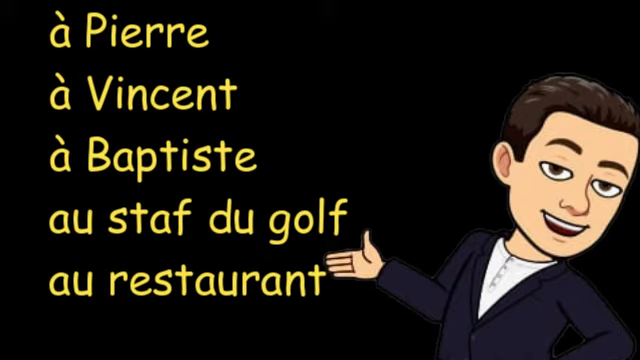 à Pierre
à Vincent
à Baptiste
au staf du golf
au restaurant